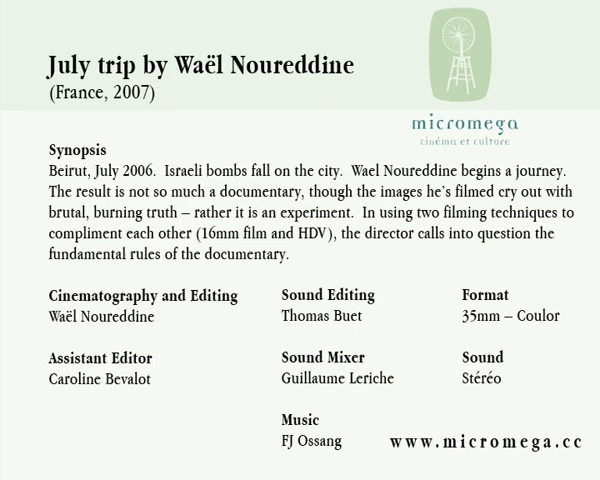 July trip by Waël Noureddine
(France, 2007)
micromega
cinéma et culture
Synopsis
Beirut, July 2006. Israeli bombs fall on the city. Wael Noureddine begins a journey.
The result is not so much a documentary, though the images he's filmed cry out with
brutal, burning truth – rather it is an experiment. In using two filming techniques to
compliment each other (16mm film and HDV), the director calls into question the
fundamental rules of the documentary.
Cinematography and Editing
Waël Noureddine
Sound Editing
Thomas Buet
Format
35mm – Coulor
Assistant Editor
Caroline Bevalot
Sound Mixer
Guillaume Leriche
Sound
Stéréo
Music
FJ Ossang
www.micromega.cc